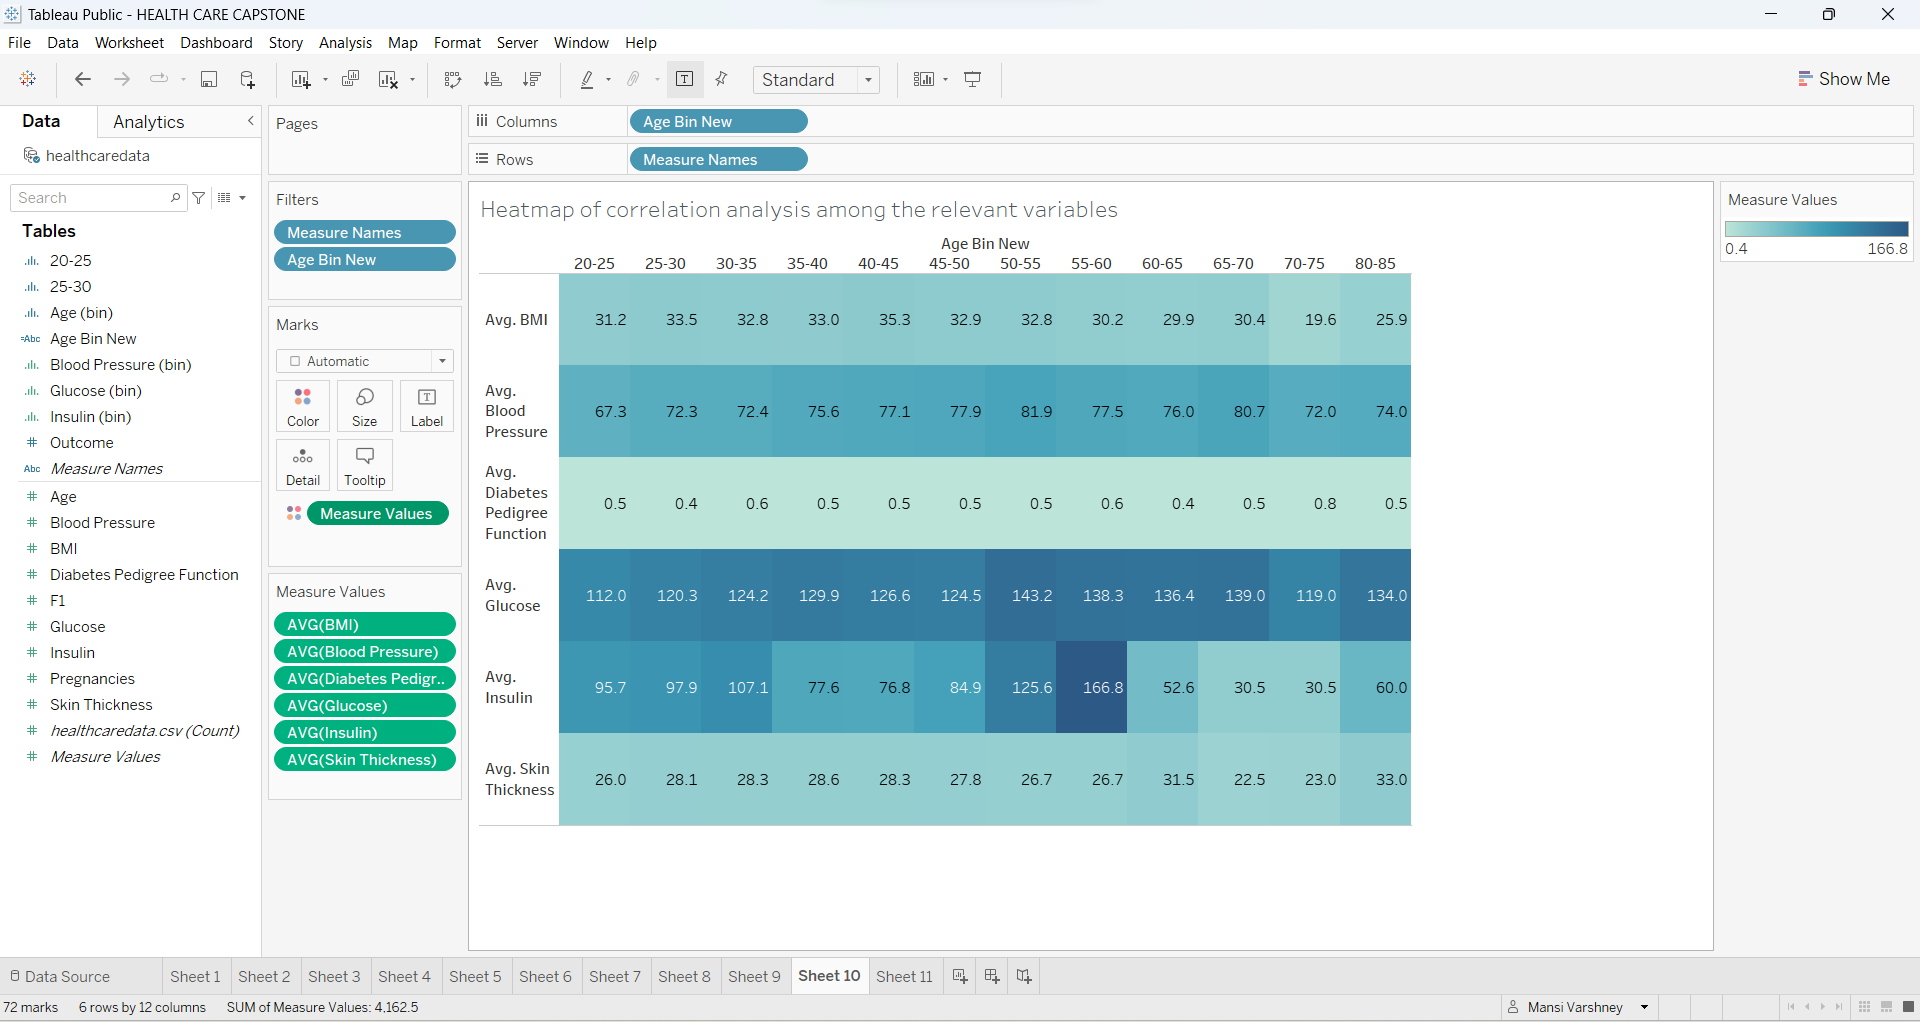 Tableau Public - HEALTH CARE CAPSTONE
File Data Worksheet Dashboard Story Analysis Map Format Server Window Help
Standard
Show Me
Data Analytics
healthcaredata
Search
Tables
20-25
25-30
Age (bin)
=Abc Age Bin New
Blood Pressure (bin)
Glucose (bin)
Insulin (bin)
# Outcome
Abc Measure Names
# Age
# Blood Pressure
# BMI
# Diabetes Pedigree Function
# F1
# Glucose
# Insulin
# Pregnancies
# Skin Thickness
# healthcaredata.csv (Count)
# Measure Values
Pages
Filters
Measure Names
Age Bin New
Marks
Automatic
Color Size Label
Detail Tooltip
Measure Values
Measure Values
AVG(BMI)
AVG(Blood Pressure)
AVG(Diabetes Pedigr..
AVG(Glucose)
AVG(Insulin)
AVG(Skin Thickness)
Columns Age Bin New
Rows Measure Names
Heatmap of correlation analysis among the relevant variables
Age Bin New
20-25 25-30 30-35 35-40 40-45 45-50 50-55 55-60 60-65 65-70 70-75 80-85
Avg. BMI 31.2 33.5 32.8 33.0 35.3 32.9 32.8 30.2 29.9 30.4 19.6 25.9
Avg.
Blood 67.3 72.3 72.4 75.6 77.1 77.9 81.9 77.5 76.0 80.7 72.0 74.0
Pressure
Avg.
Diabetes
Pedigree 0.5 0.4 0.6 0.5 0.5 0.5 0.5 0.6 0.4 0.5 0.8 0.5
Function
Avg.
Glucose 112.0 120.3 124.2 129.9 126.6 124.5 143.2 138.3 136.4 139.0 119.0 134.0
Avg.
Insulin 95.7 97.9 107.1 77.6 76.8 84.9 125.6 166.8 52.6 30.5 30.5 60.0
Avg. Skin
Thickness 26.0 28.1 28.3 28.6 28.3 27.8 26.7 26.7 31.5 22.5 23.0 33.0
Measure Values
0.4 166.8
Data Source Sheet 1 Sheet 2 Sheet 3 Sheet 4 Sheet 5 Sheet 6 Sheet 7 Sheet 8 Sheet 9 Sheet 10 Sheet 11
72 marks 6 rows by 12 columns SUM of Measure Values: 4,162.5
Mansi Varshney